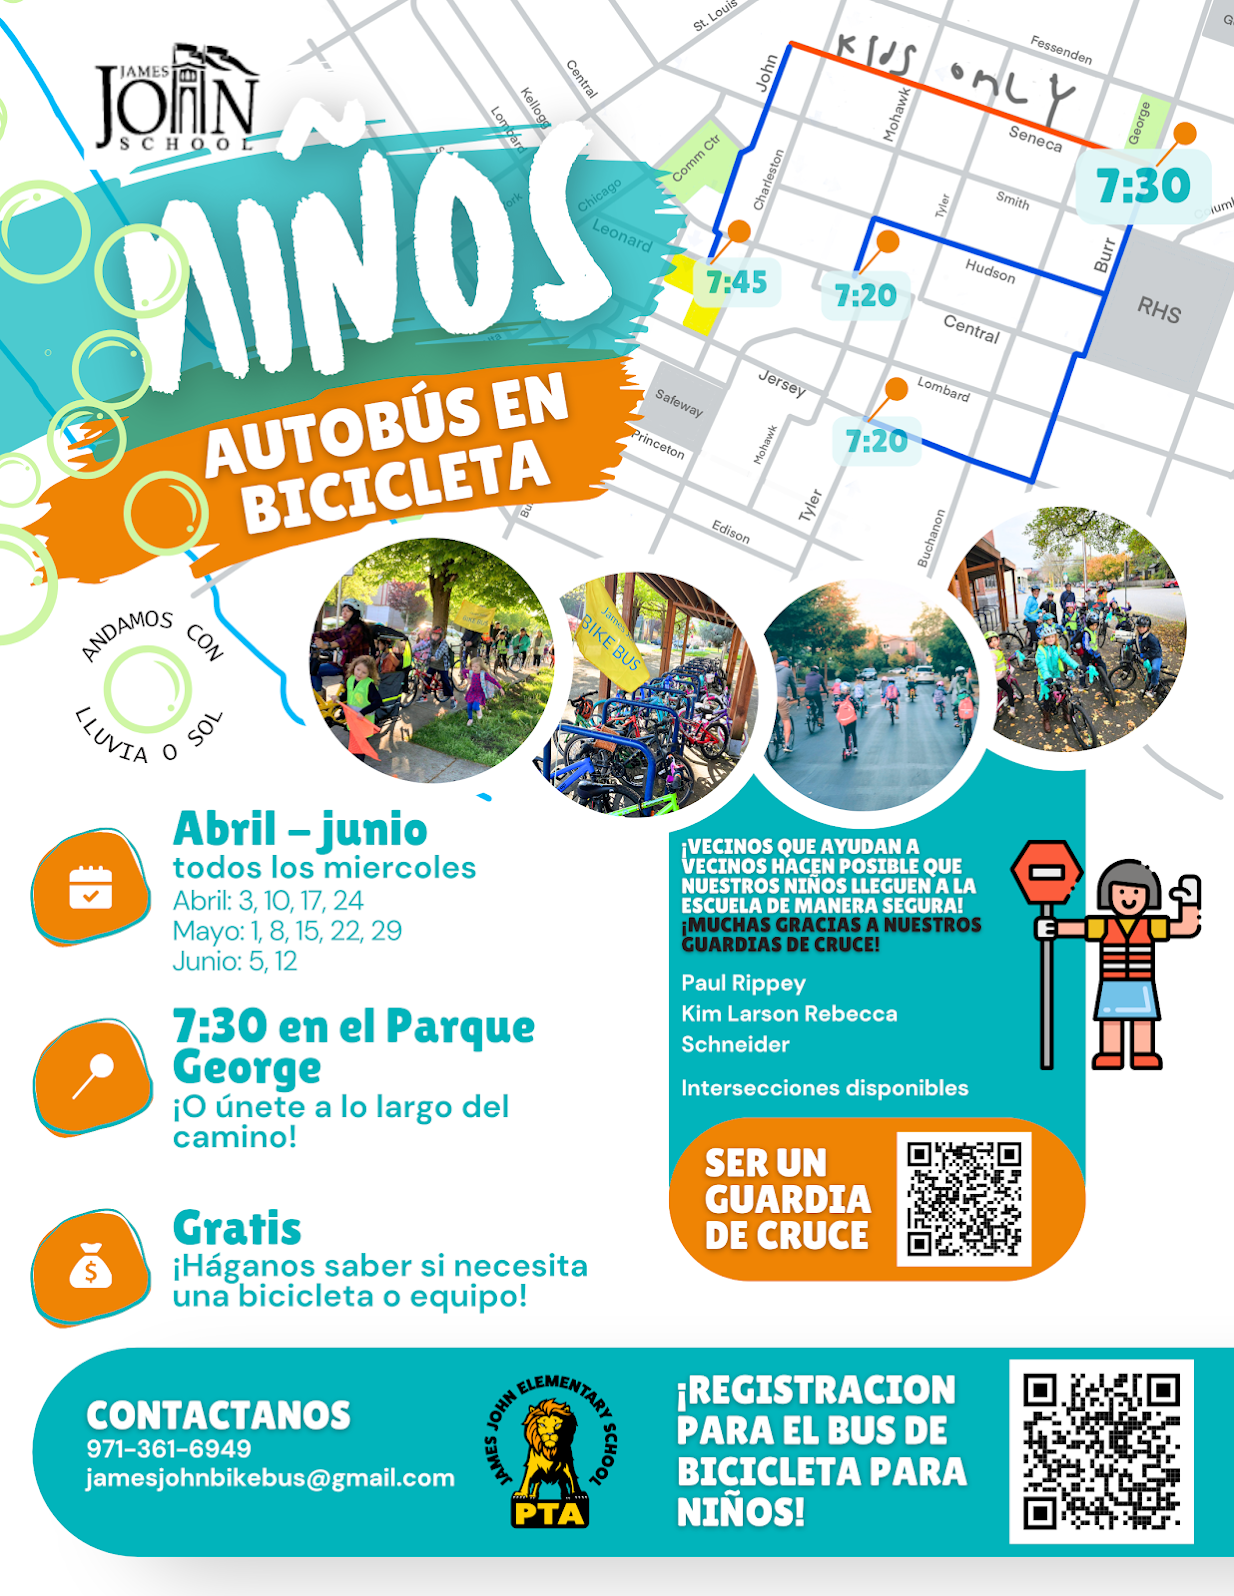 JAMES
JOHN
SCHOOL
NIÑOS
AUTOBÚS EN
BICICLETA
St. Louis
Central
Kellogg
Lombard
Chicago
Leonard
Comm Ctr
John
Charleston
Mohawk
KIDS ONLY
Fessenden
Seneca
George
7:30
Smith
Tyler
Burr
Hudson
RHS
Central
7:45
7:20
Lombard
7:20
Jersey
Safeway
Princeton
Mohawk
Tyler
Edison
Buchanan
ANDAMOS CON
LLUVIA O SOL
James
BIKE BUS
Abril – junio
todos los miercoles
Abril: 3, 10, 17, 24
Mayo: 1, 8, 15, 22, 29
Junio: 5, 12
7:30 en el Parque
George
¡O únete a lo largo del
camino!
Gratis
¡Háganos saber si necesita
una bicicleta o equipo!
$
¡VECINOS QUE AYUDAN A
VECINOS HACEN POSIBLE QUE
NUESTROS NIÑOS LLEGUEN A LA
ESCUELA DE MANERA SEGURA!
¡MUCHAS GRACIAS A NUESTROS
GUARDIAS DE CRUCE!
Paul Rippey
Kim Larson Rebecca
Schneider
Intersecciones disponibles
SER UN
GUARDIA
DE CRUCE
CONTACTANOS
971-361-6949
jamesjohnbikebus@gmail.com
JAMES JOHN ELEMENTARY SCHOOL
PTA
¡REGISTRACION
PARA EL BUS DE
BICICLETA PARA
NIÑOS!